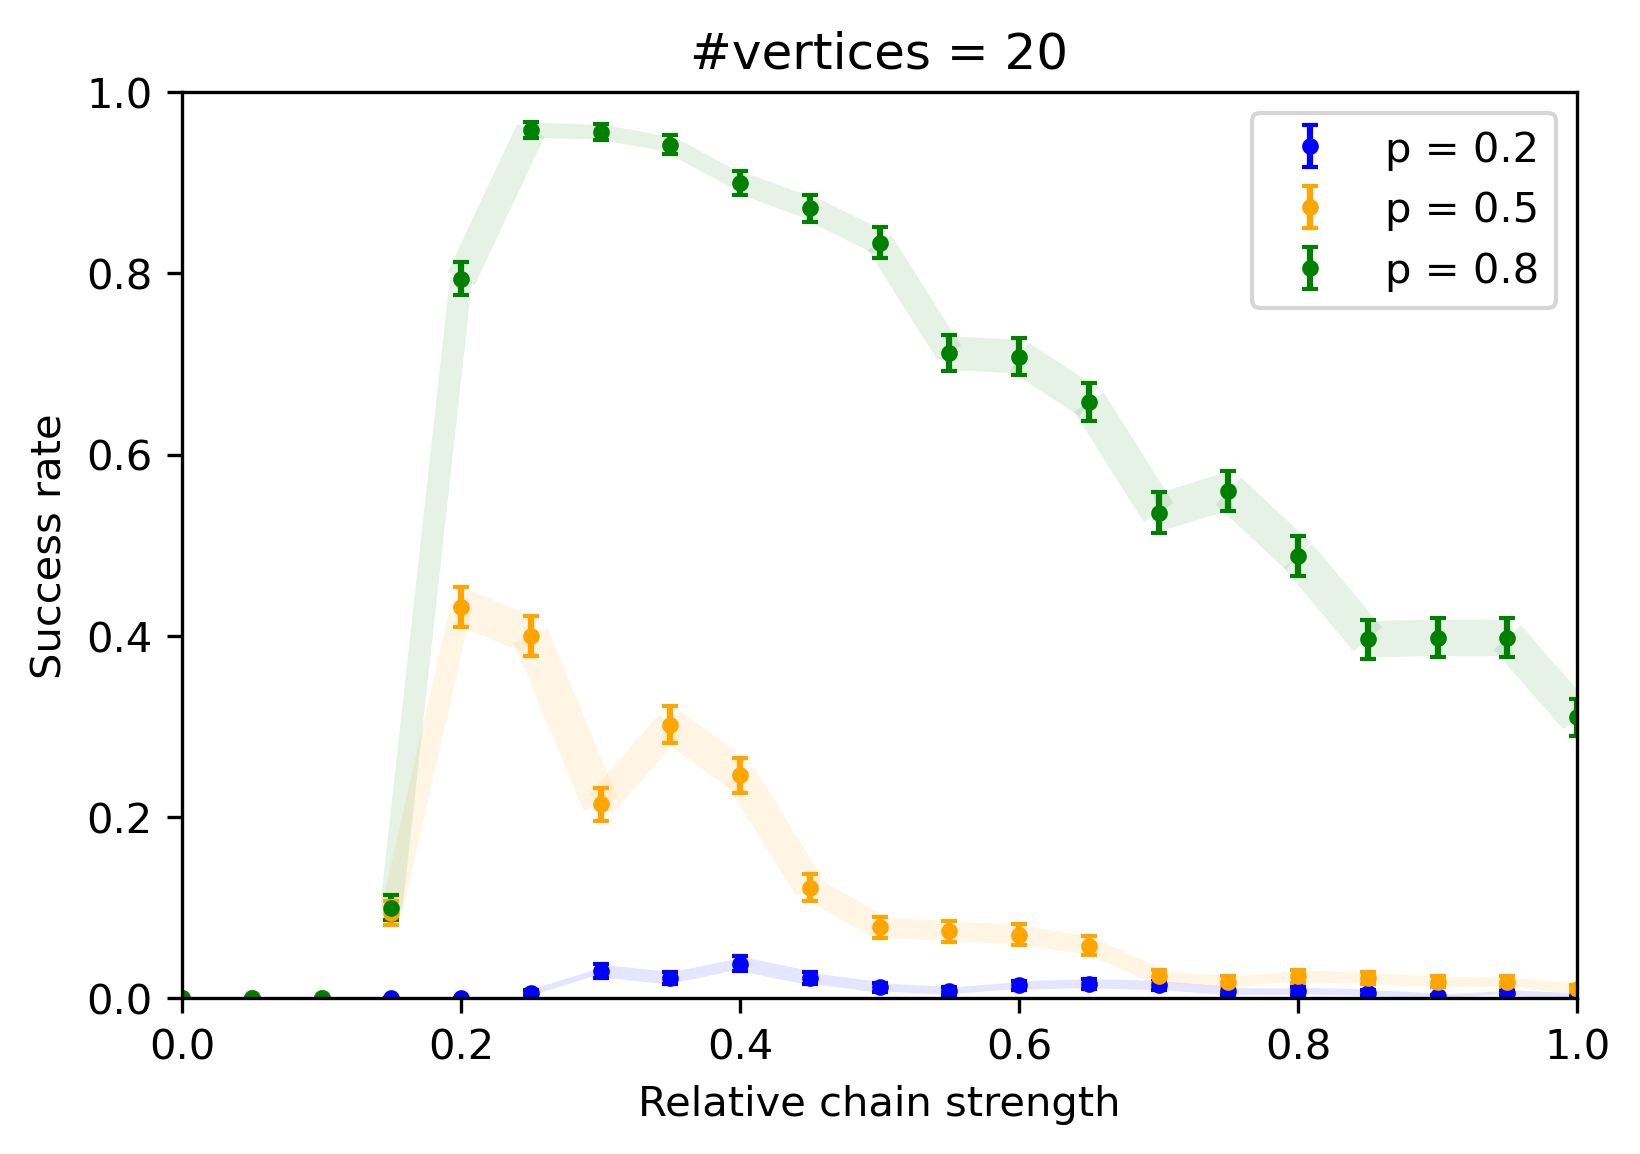 #vertices = 20
1.0
0.8
0.6
0.4
0.2
0.0
Success rate
p = 0.2
p = 0.5
p = 0.8
0.0 0.2 0.4 0.6 0.8 1.0
Relative chain strength